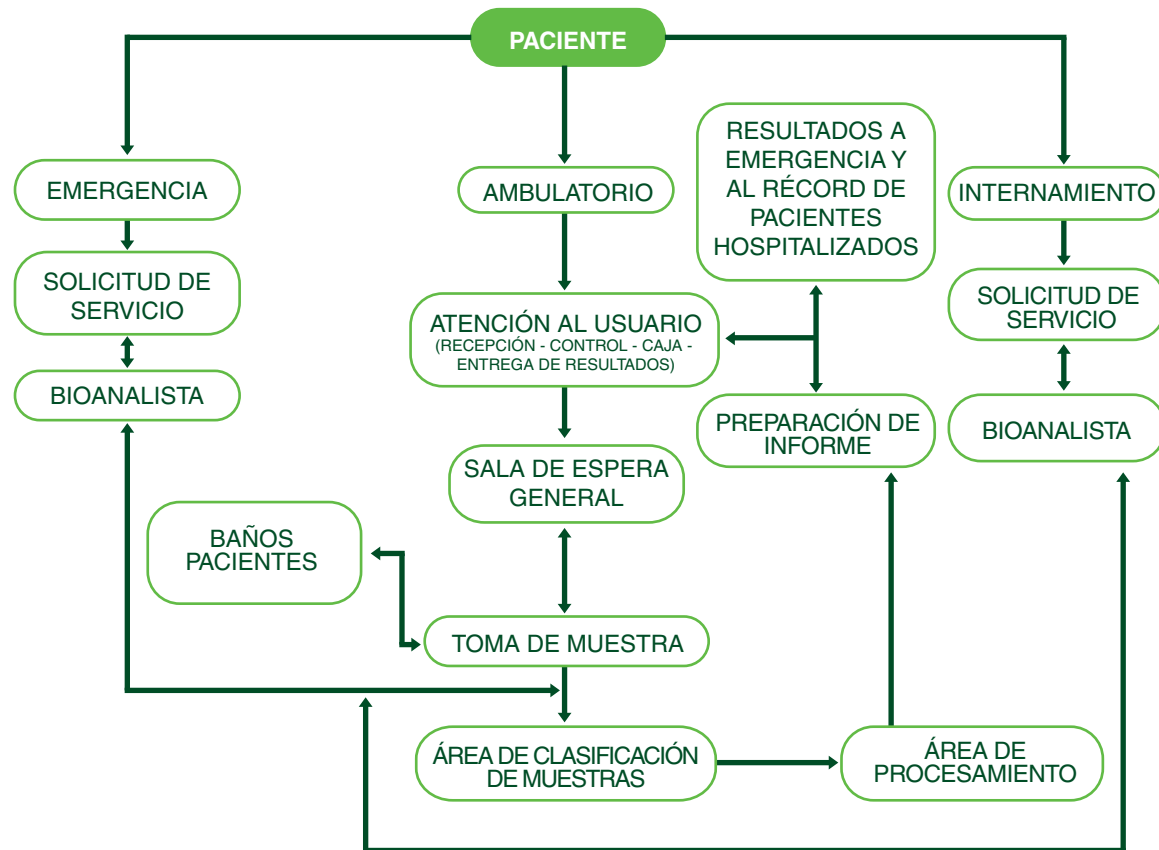 PACIENTE
EMERGENCIA
SOLICITUD DE
SERVICIO
BIOANALISTA
AMBULATORIO
ATENCIÓN AL USUARIO
(RECEPCIÓN - CONTROL - CAJA -
ENTREGA DE RESULTADOS)
SALA DE ESPERA
GENERAL
BAÑOS
PACIENTES
TOMA DE MUESTRA
ÁREA DE CLASIFICACIÓN
DE MUESTRAS
ÁREA DE
PROCESAMIENTO
PREPARACIÓN DE
INFORME
RESULTADOS A
EMERGENCIA Y
AL RÉCORD DE
PACIENTES
HOSPITALIZADOS
INTERNAMIENTO
SOLICITUD DE
SERVICIO
BIOANALISTA